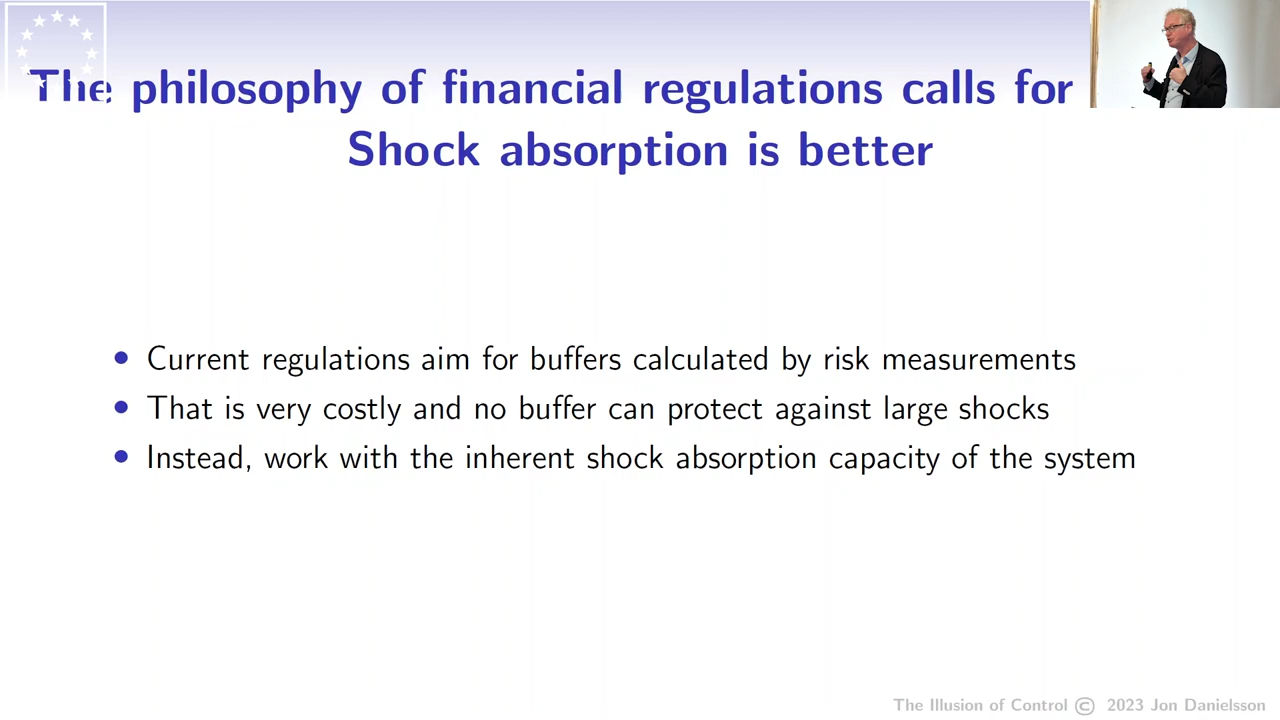 The philosophy of financial regulations calls for
Shock absorption is better
• Current regulations aim for buffers calculated by risk measurements
• That is very costly and no buffer can protect against large shocks
• Instead, work with the inherent shock absorption capacity of the system
The Illusion of Control © 2023 Jon Danielsson